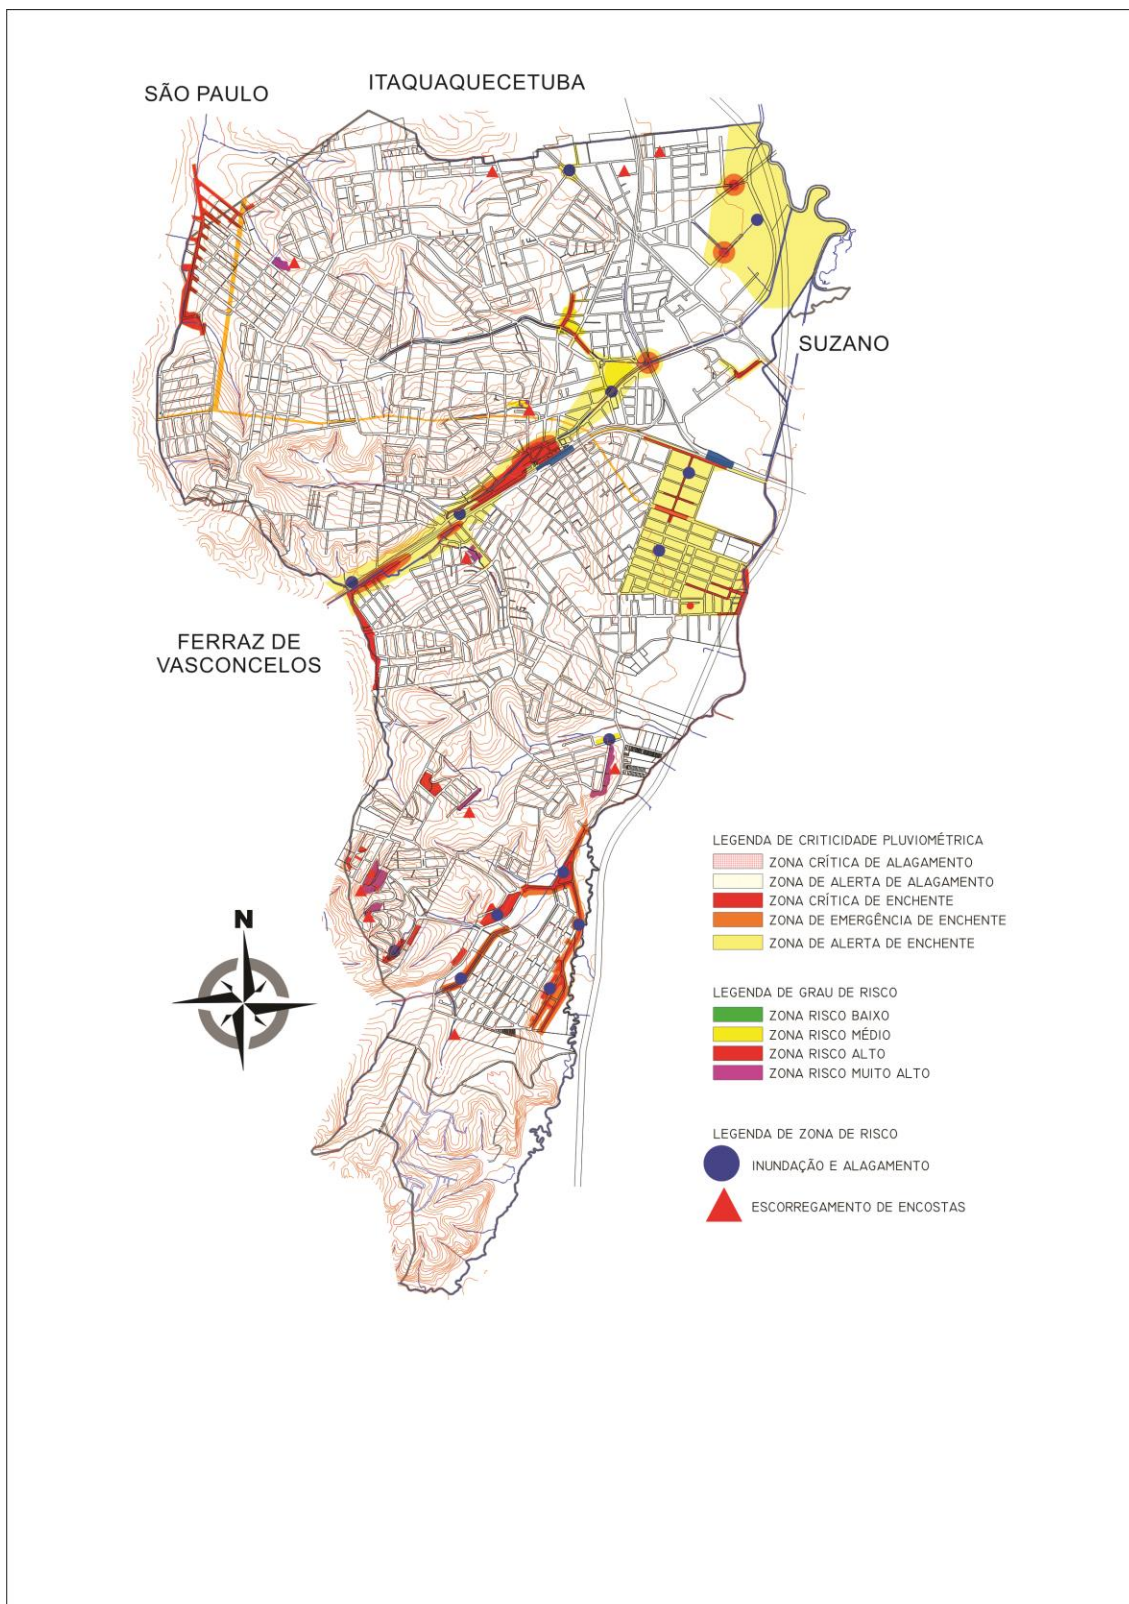 ITAQUAQUECETUBA
SÃO PAULO
SUZANO
FERRAZ DE
VASCONCELOS
N
LEGENDA DE CRITICIDADE PLUVIOMÉTRICA
ZONA CRÍTICA DE ALAGAMENTO
ZONA DE ALERTA DE ALAGAMENTO
ZONA CRÍTICA DE ENCHENTE
ZONA DE EMERGÊNCIA DE ENCHENTE
ZONA DE ALERTA DE ENCHENTE
LEGENDA DE GRAU DE RISCO
ZONA RISCO BAIXO
ZONA RISCO MÉDIO
ZONA RISCO ALTO
ZONA RISCO MUITO ALTO
LEGENDA DE ZONA DE RISCO
INUNDAÇÃO E ALAGAMENTO
ESCORREGAMENTO DE ENCOSTAS